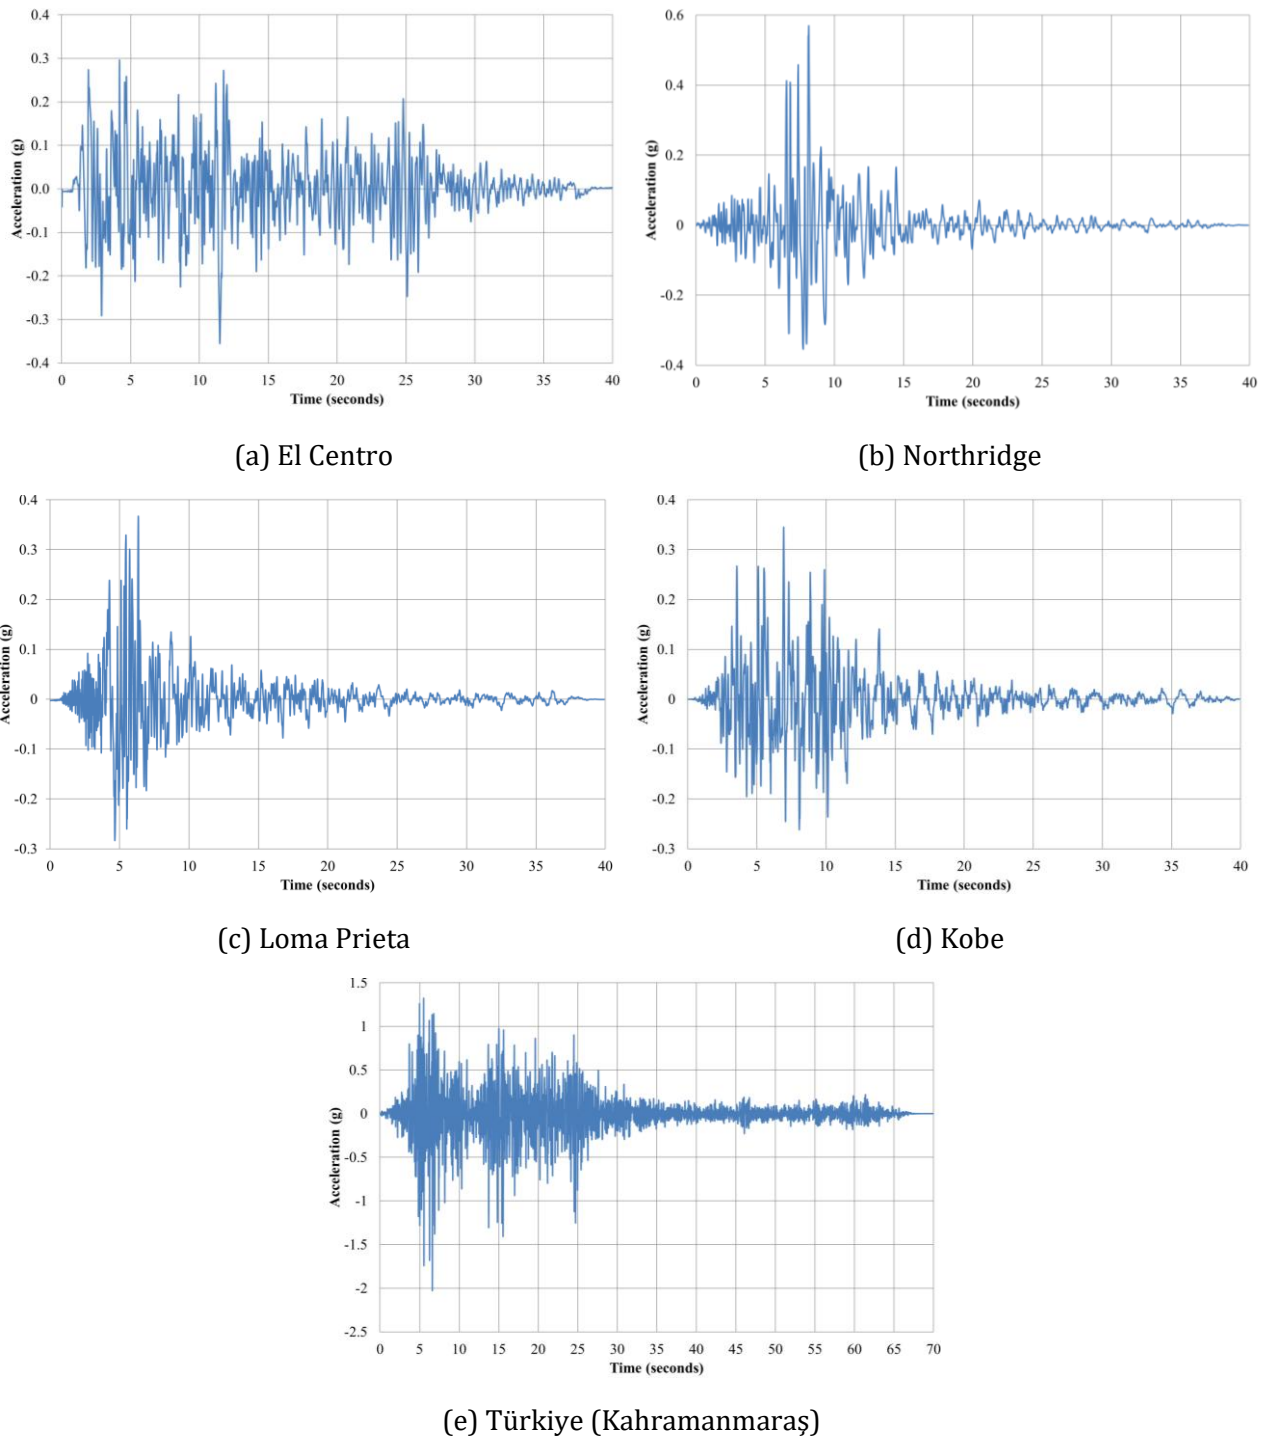 0.4
0.3
0.2
0.1
0.0
-0.1
-0.2
-0.3
-0.4
Acceleration (g)
0 5 10 15 20 25 30 35 40
Time (seconds)
(a) El Centro
0.6
0.4
0.2
0
-0.2
-0.4
Acceleration (g)
0 5 10 15 20 25 30 35 40
Time (seconds)
(b) Northridge
0.4
0.3
0.2
0.1
0
-0.1
-0.2
-0.3
Acceleration (g)
0 5 10 15 20 25 30 35 40
Time (seconds)
(c) Loma Prieta
0.4
0.3
0.2
0.1
0
-0.1
-0.2
-0.3
Acceleration (g)
0 5 10 15 20 25 30 35 40
Time (seconds)
(d) Kobe
1.5
1
0.5
0
-0.5
-1
-1.5
-2
-2.5
Acceleration (g)
0 5 10 15 20 25 30 35 40 45 50 55 60 65 70
Time (seconds)
(e) Türkiye (Kahramanmaraş)